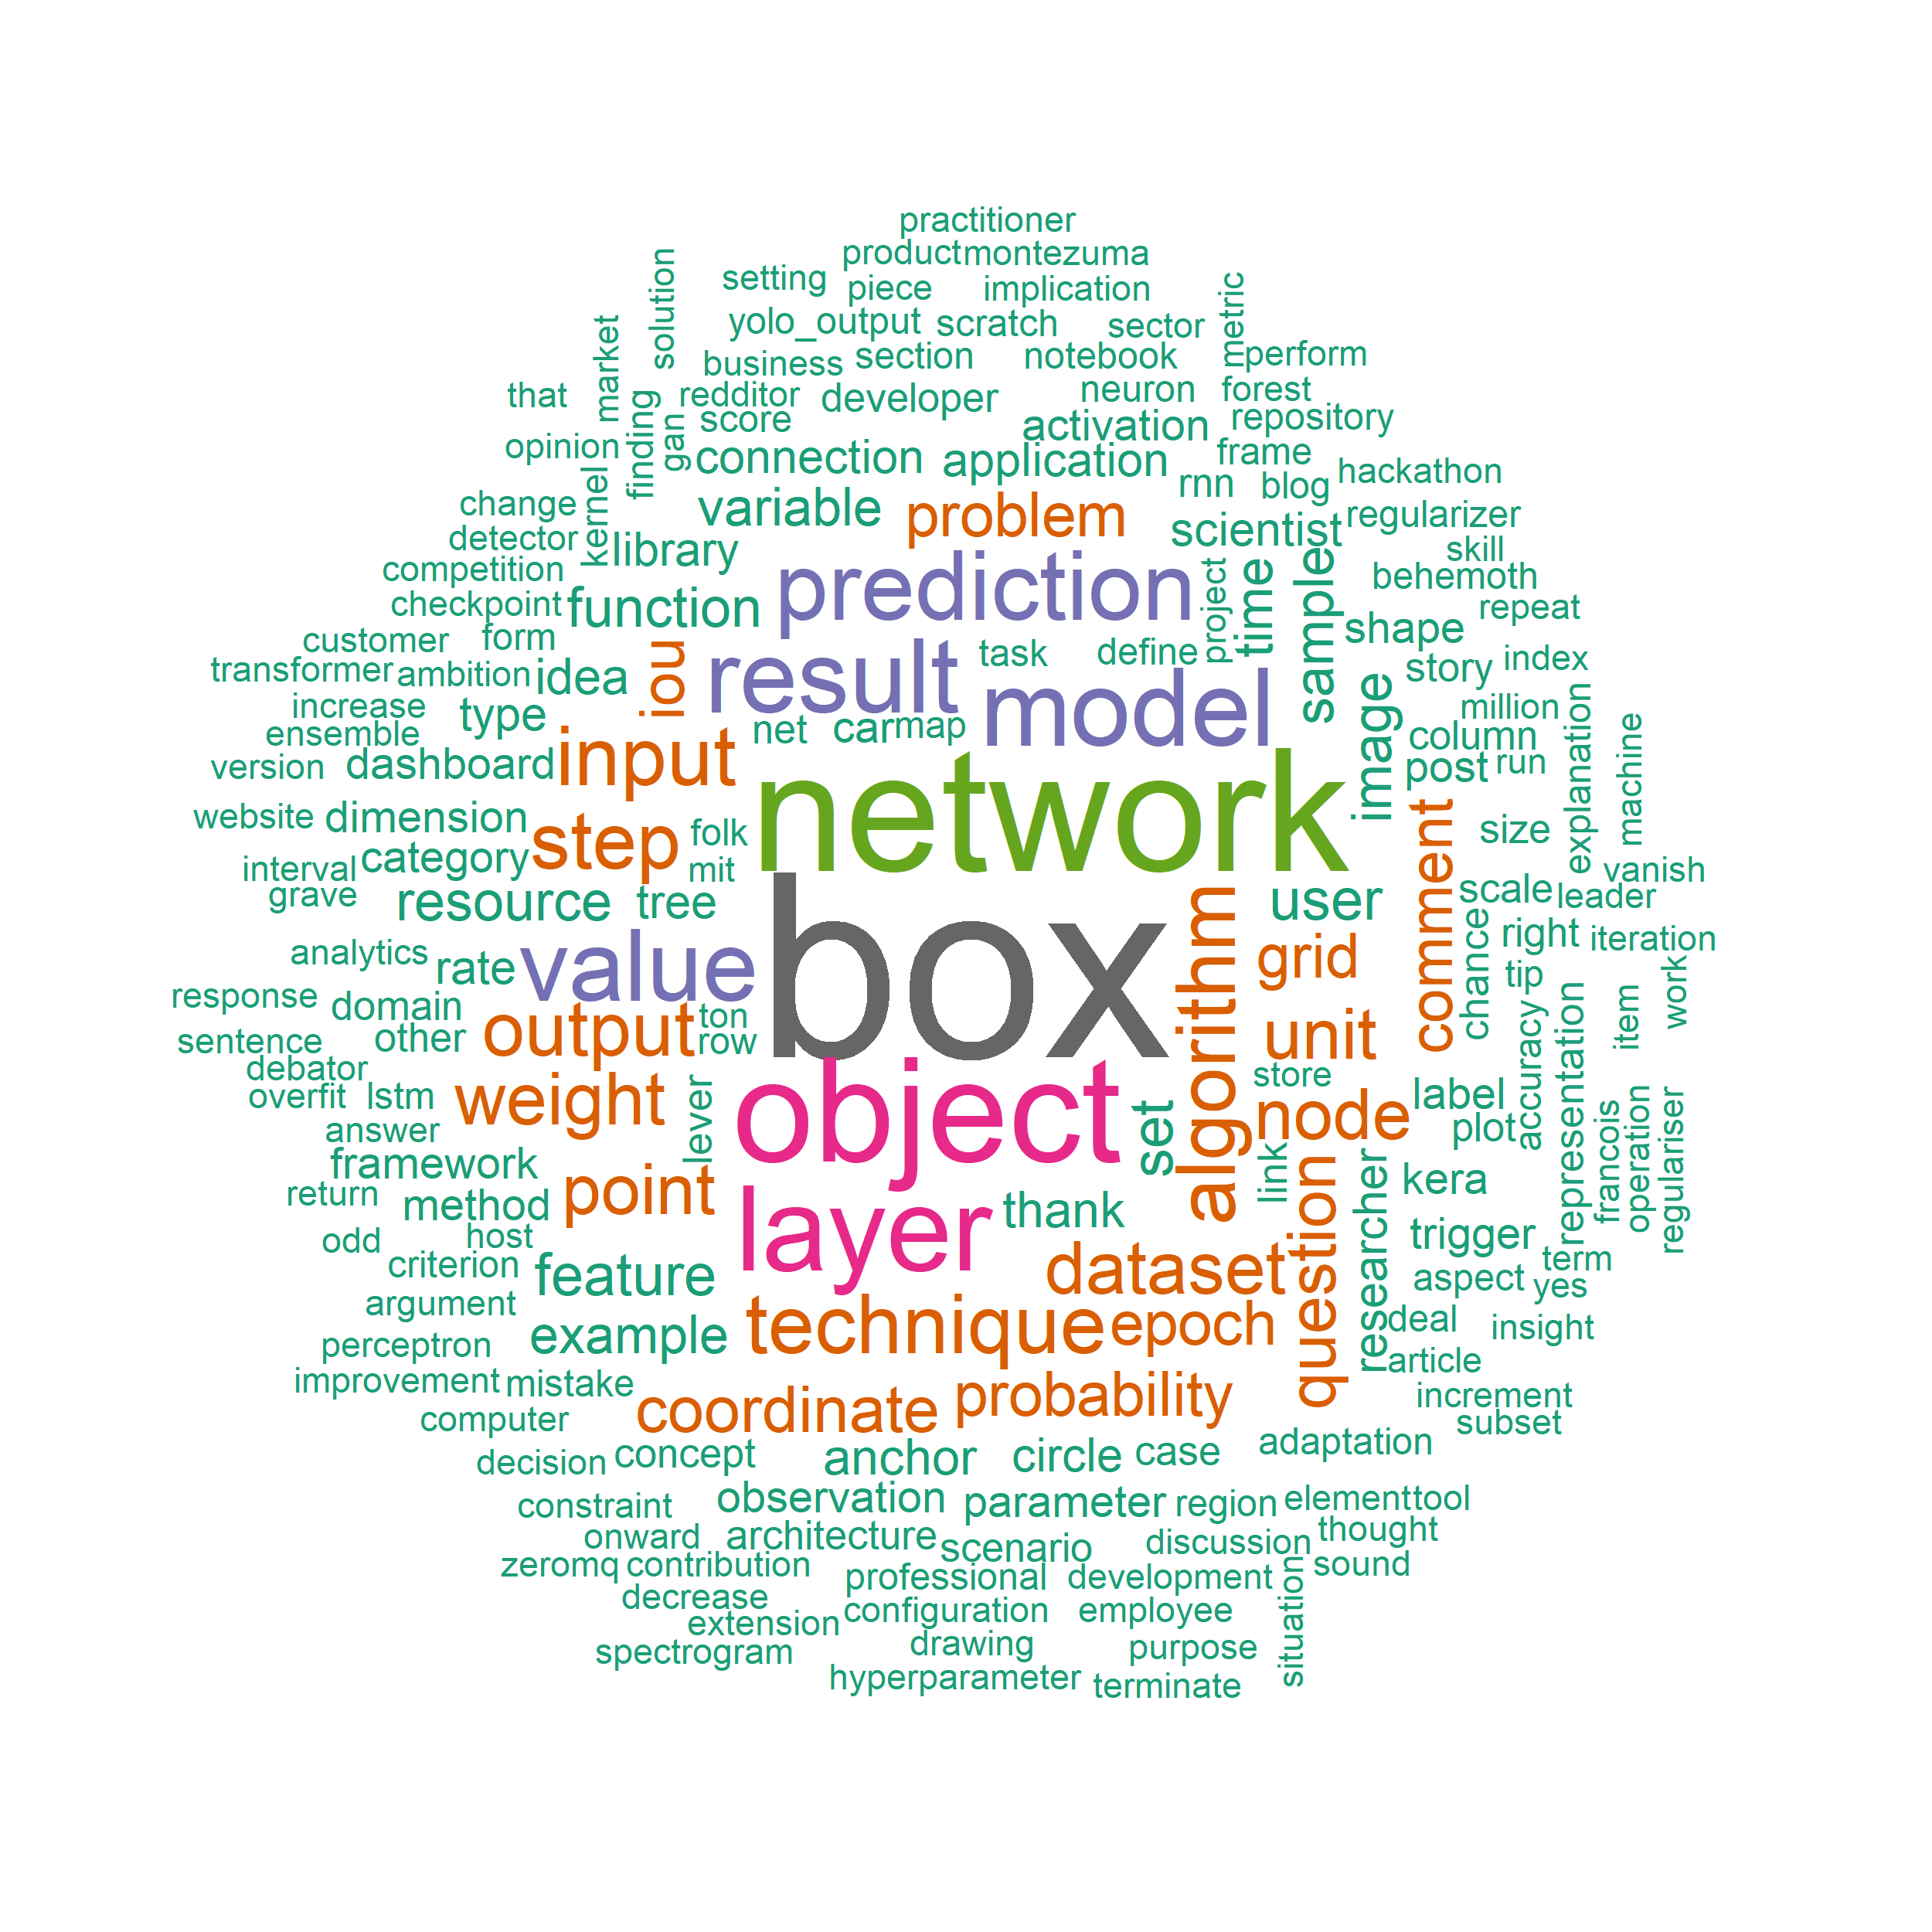 practitioner
product montezuma
solution setting piece implication metric
market yolo_output scratch sector
business section notebook perform
that finding redditor developer neuron forest
gan score activation repository
opinion connection application frame
kernel rnn blog hackathon
change variable problem scientist regularizer
detector library skill
competition prediction project time sample behemoth
checkpoint function shape repeat
customer form iou task define
transformer ambition idea result model image story index
increase type net car map million explanation machine
ensemble column
version dashboard input network post run
website dimension step folk comment size
interval category mit vanish
grave resource tree box algorithm user scale leader
chance right iteration
analytics rate value grid tip work
response domain output ton unit accuracy representation item
sentence other row
debator store
overfit lstm weight lever object set node label francois operation regulariser
answer plot
framework link question researcher kera
return method point layer thank trigger
odd host term
criterion feature dataset aspect yes
argument technique epoch deal insight
perceptron example article
improvement mistake coordinate probability increment
computer subset
decision concept anchor circle case adaptation
constraint observation parameter region element tool
onward architecture scenario discussion thought
zeromq contribution professional development situation sound
decrease configuration employee
extension drawing purpose
spectrogram hyperparameter terminate